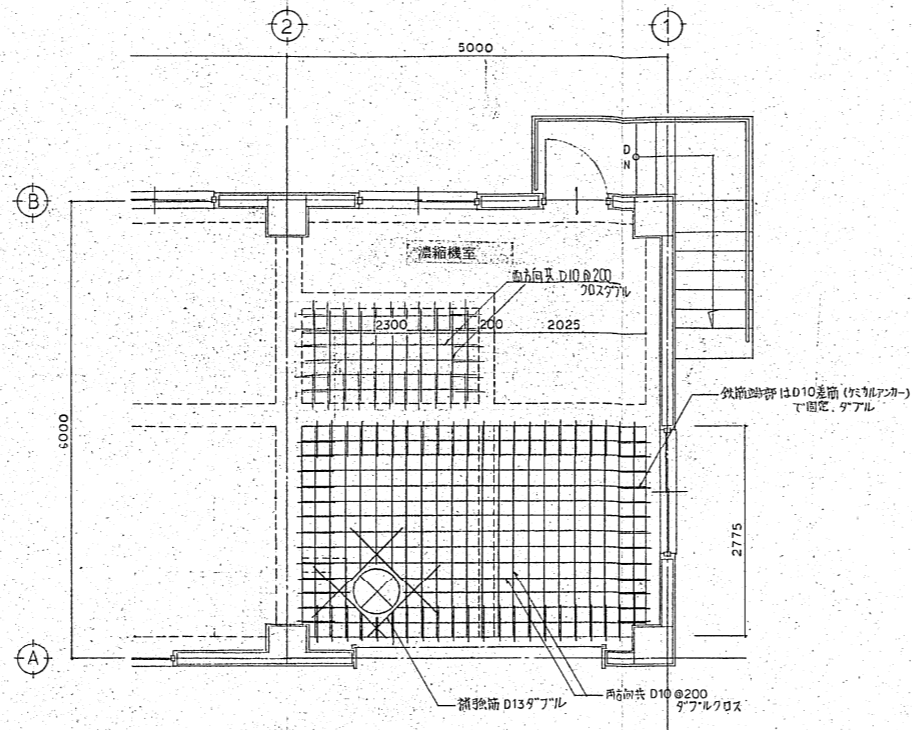 2
1
5000
D
N
B
濃縮機室
両方向共 D10 @200
クロスダブル
2300
200
2025
鉄筋端部はD10差筋 (ケミカルアンカー)
で固定、ダブル
6000
2775
A
補強筋 D13ダブル
両方向共 D10 @200
ダブルクロス